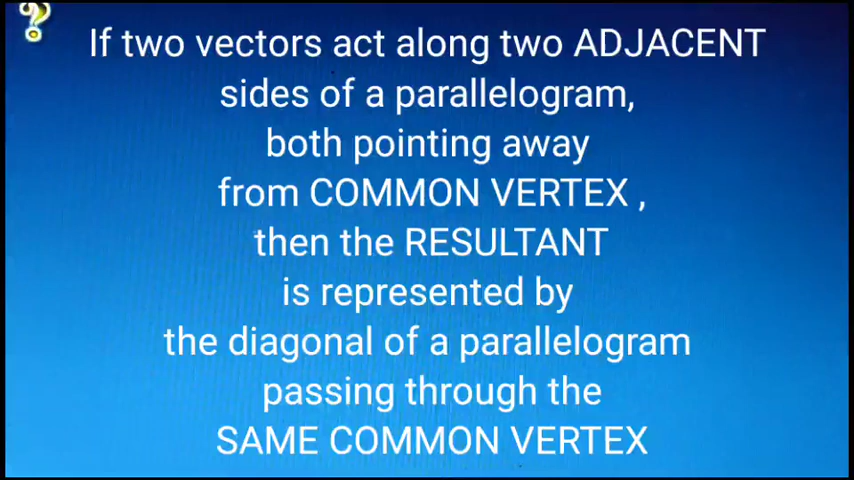 If two vectors act along two ADJACENT
sides of a parallelogram,
both pointing away
from COMMON VERTEX ,
then the RESULTANT
is represented by
the diagonal of a parallelogram
passing through the
SAME COMMON VERTEX